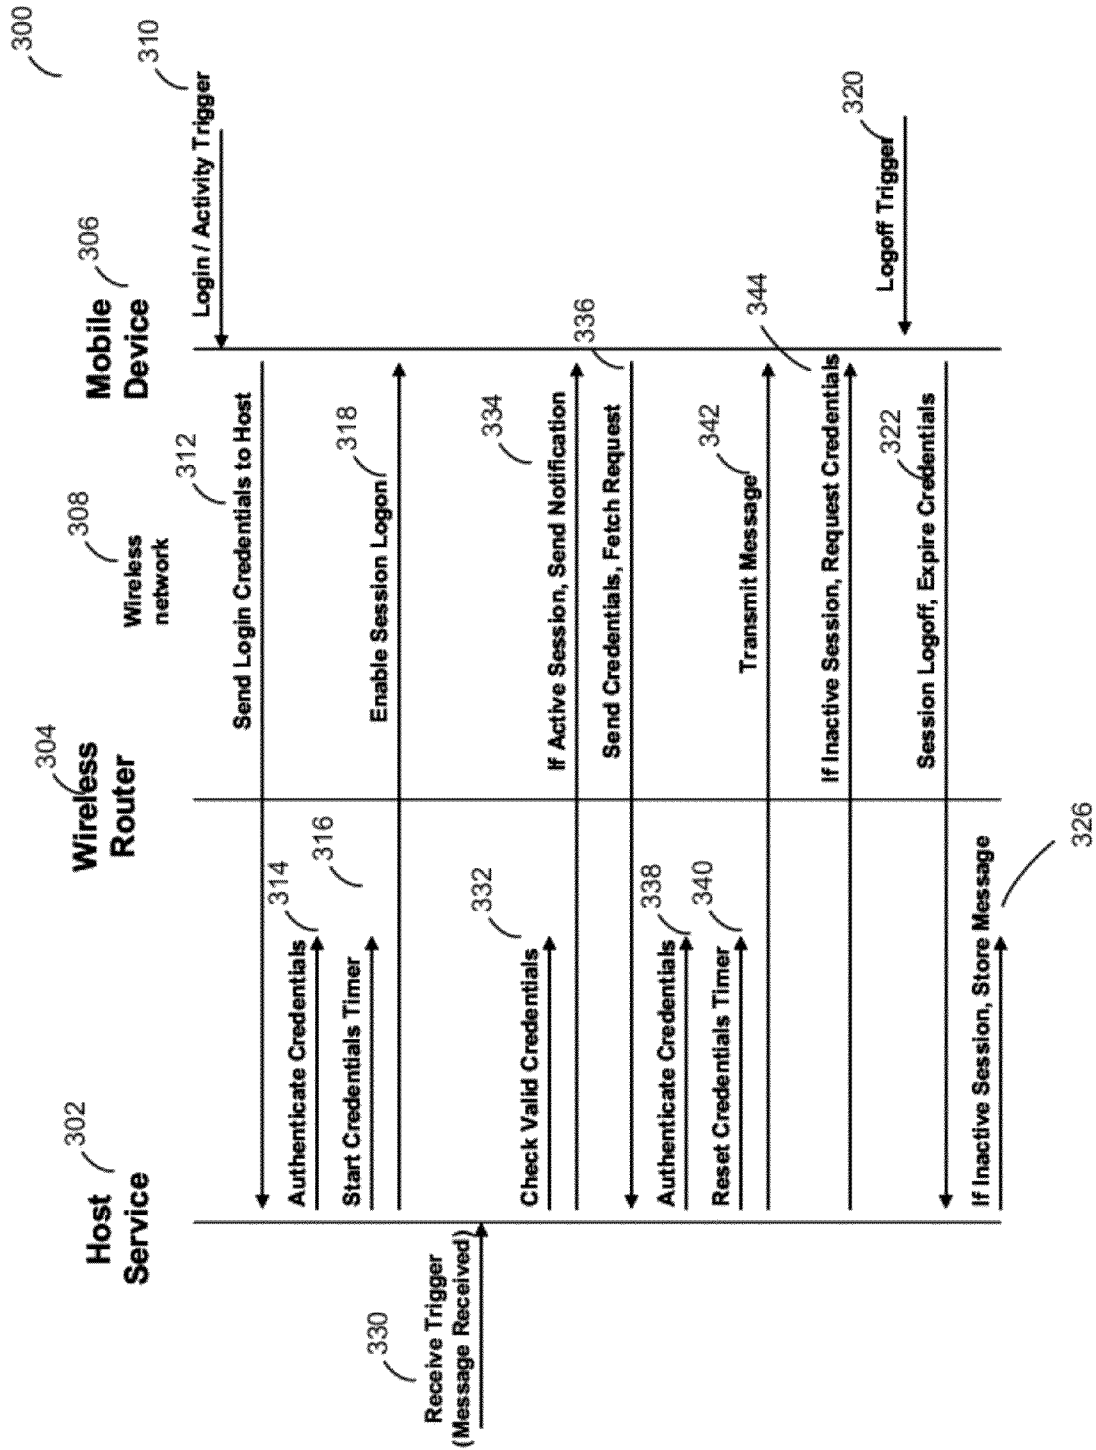 300
Host
Service
302
Wireless
Router
304
Wireless
network
308
Mobile
Device
306
Login / Activity Trigger
310
Send Login Credentials to Host
312
Authenticate Credentials
314
Start Credentials Timer
316
Enable Session Logon
318
Receive Trigger
(Message Received)
330
Check Valid Credentials
332
If Active Session, Send Notification
334
Send Credentials, Fetch Request
336
Authenticate Credentials
338
Reset Credentials Timer
340
Transmit Message
342
If Inactive Session, Request Credentials
344
Logoff Trigger
320
Session Logoff, Expire Credentials
322
If Inactive Session, Store Message
326